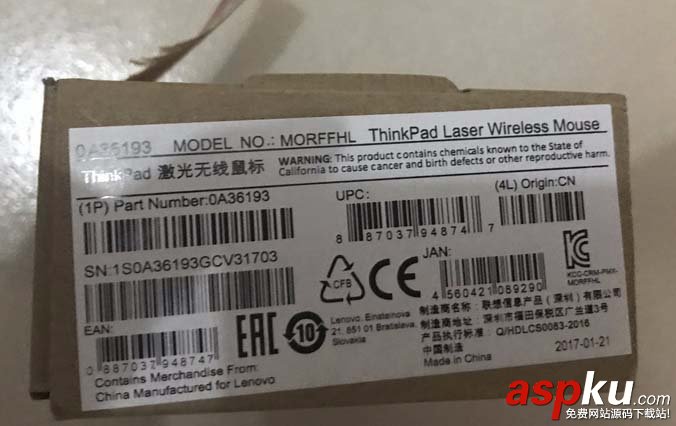 0A36193 MODEL NO.: MORFFHL ThinkPad Laser Wireless Mouse
ThinkPad 激光无线鼠标
WARNING: This product contains chemicals known to the State of
California to cause cancer and birth defects or other reproductive harm.
(1P) Part Number:0A36193
UPC:
(4L) Origin:CN
8 87037 94874 7
SN:1S0A36193GCV31703
CFB
CE
JAN:
4 560421 089290
KC
KCC-CRM-PMX-
MORFFHL
EAN:
0 887037 948747
EAC
10
Lenovo, Einsteinova
21, 851 01 Bratislava,
Slovakia
制造商: 联想信息产品（深圳）有限公司
制造商地址: 深圳市福田保税区广兰道3号
产品执行标准: Q/HDLCS0083-2016
中国制造
Made in China
2017-01-21
Contains Merchandise From:
China Manufactured for Lenovo
aspku.com
免费网站源码下载站!